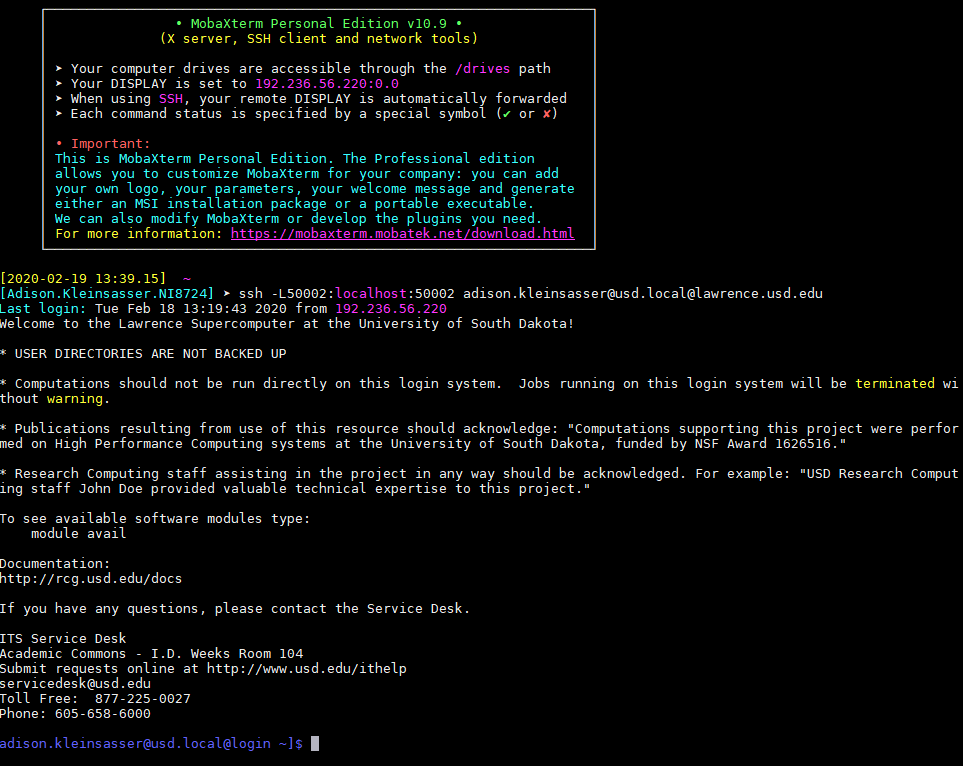 • MobaXterm Personal Edition v10.9 •
(X server, SSH client and network tools)
➤ Your computer drives are accessible through the /drives path
➤ Your DISPLAY is set to 192.236.56.220:0.0
➤ When using SSH, your remote DISPLAY is automatically forwarded
➤ Each command status is specified by a special symbol (✔ or ✘)
• Important:
This is MobaXterm Personal Edition. The Professional edition
allows you to customize MobaXterm for your company: you can add
your own logo, your parameters, your welcome message and generate
either an MSI installation package or a portable executable.
We can also modify MobaXterm or develop the plugins you need.
For more information: https://mobaxterm.mobatek.net/download.html
[2020-02-19 13:39.15]  ~
[Adison.Kleinsasser.NI8724] ➤ ssh -L50002:localhost:50002 adison.kleinsasser@usd.local@lawrence.usd.edu
Last login: Tue Feb 18 13:19:43 2020 from 192.236.56.220
Welcome to the Lawrence Supercomputer at the University of South Dakota!
* USER DIRECTORIES ARE NOT BACKED UP
* Computations should not be run directly on this login system.  Jobs running on this login system will be terminated wi
thout warning.
* Publications resulting from use of this resource should acknowledge: "Computations supporting this project were perfor
med on High Performance Computing systems at the University of South Dakota, funded by NSF Award 1626516."
* Research Computing staff assisting in the project in any way should be acknowledged. For example: "USD Research Comput
ing staff John Doe provided valuable technical expertise to this project."
To see available software modules type:
module avail
Documentation:
http://rcg.usd.edu/docs
If you have any questions, please contact the Service Desk.
ITS Service Desk
Academic Commons - I.D. Weeks Room 104
Submit requests online at http://www.usd.edu/ithelp
servicedesk@usd.edu
Toll Free:  877-225-0027
Phone: 605-658-6000
adison.kleinsasser@usd.local@login ~]$